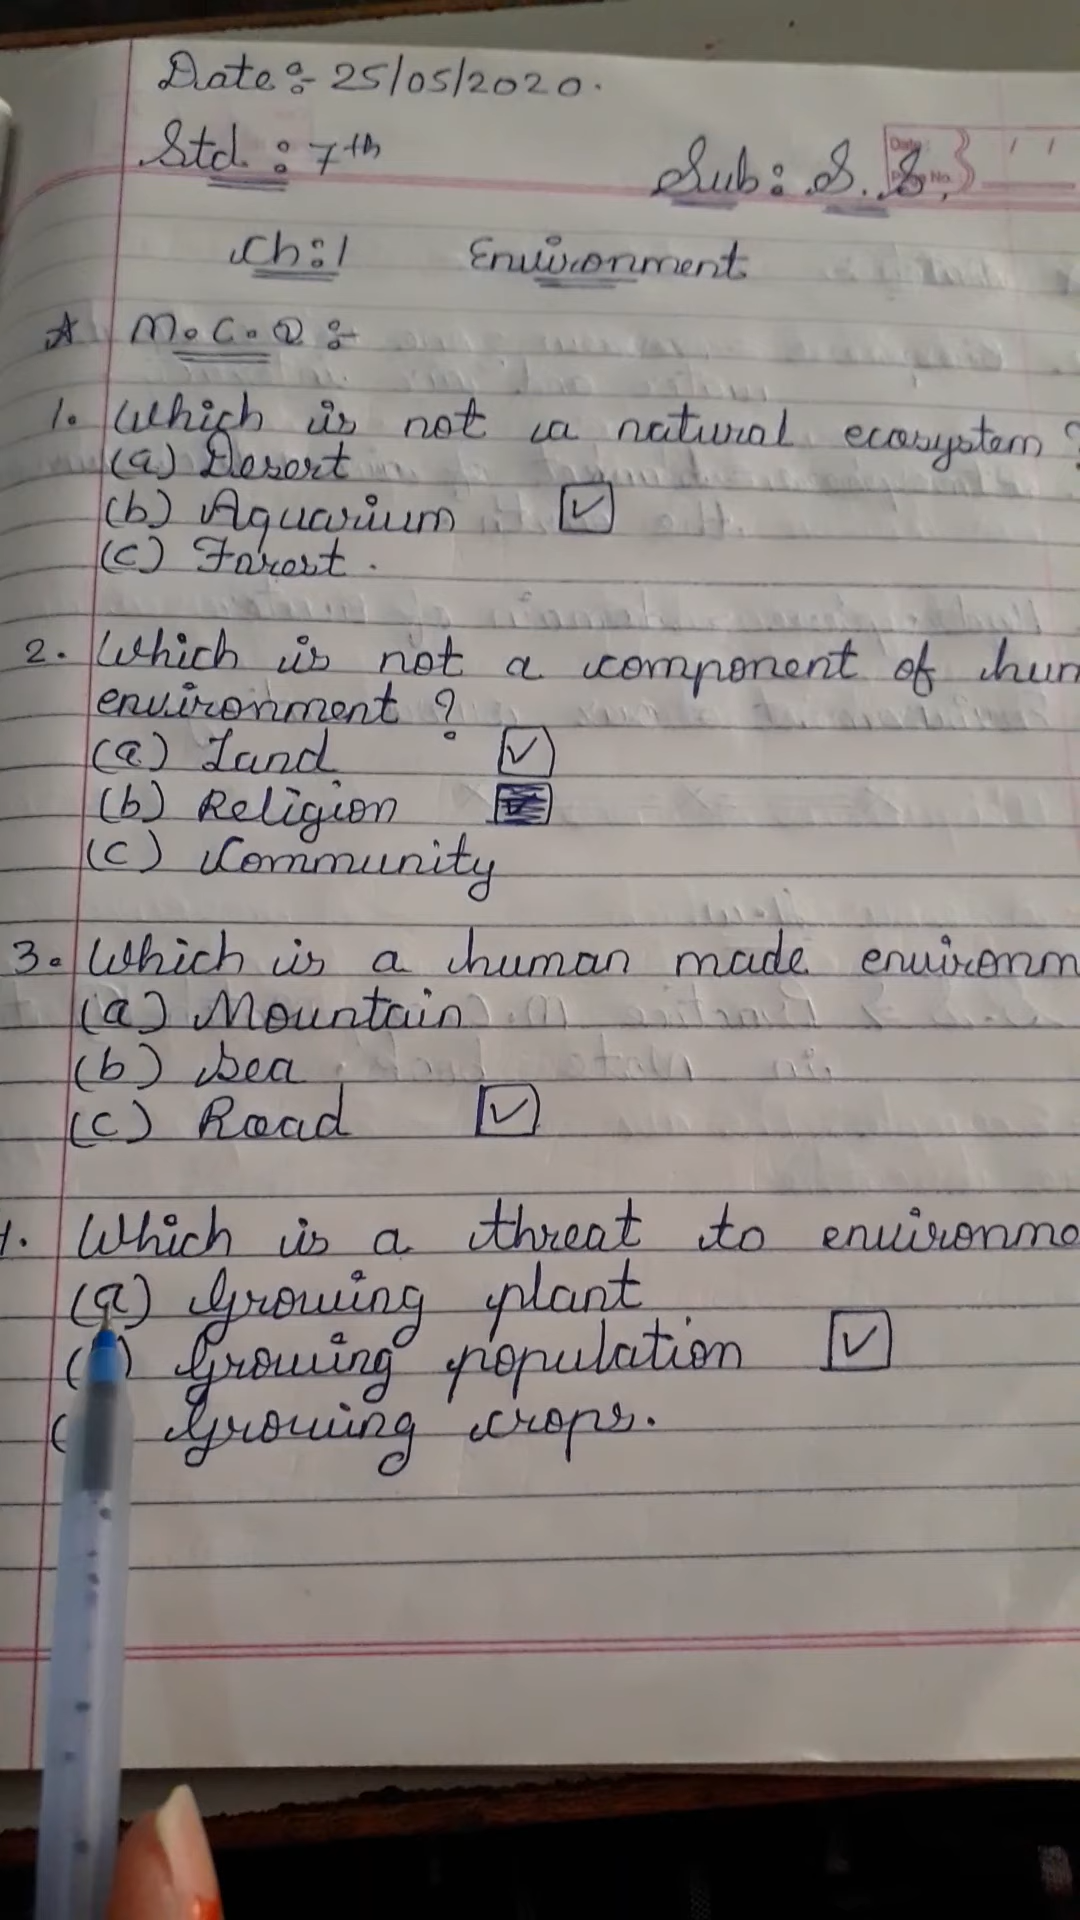 Date:- 25/05/2020.
Std. : 7th
Sub: S. S.
Ch:1 Environment
A M.C.Q :-
1. Which is not a natural ecosystem ?
(a) Desert
(b) Aquarium ☑
(c) Forest.
2. Which is not a component of hum
environment ?
(a) Land ☑
(b) Religion
(c) Community
3. Which is a human made environm
(a) Mountain
(b) Sea
(c) Road ☑
Which is a threat to environme
(a) Growing plant
Growing population ☑
Growing crops.